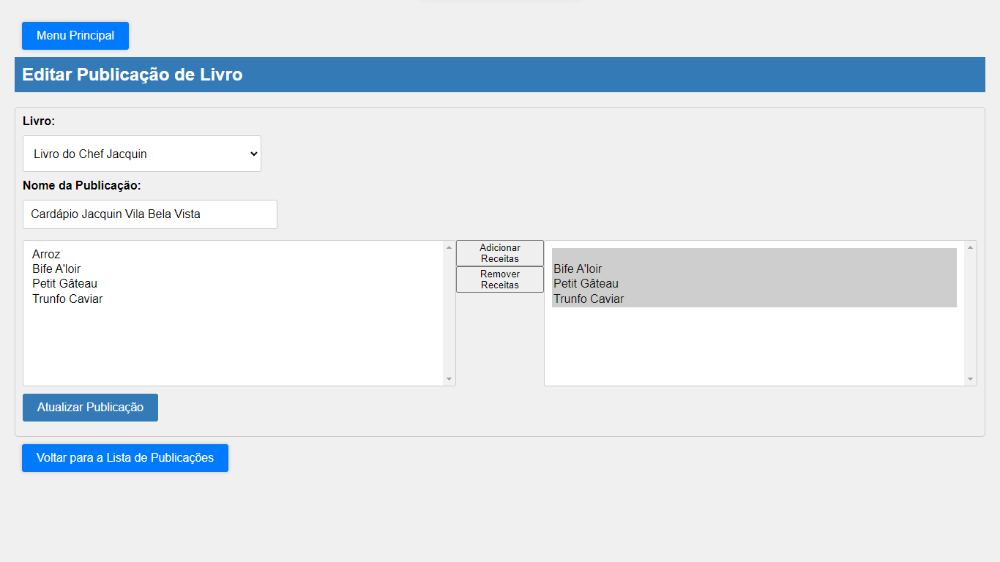 Menu Principal
Editar Publicação de Livro
Livro:
Livro do Chef Jacquin
Nome da Publicação:
Cardápio Jacquin Vila Bela Vista
Arroz
Bife A'loir
Petit Gâteau
Trunfo Caviar
Adicionar
Receitas
Remover
Receitas
Bife A'loir
Petit Gâteau
Trunfo Caviar
Atualizar Publicação
Voltar para a Lista de Publicações